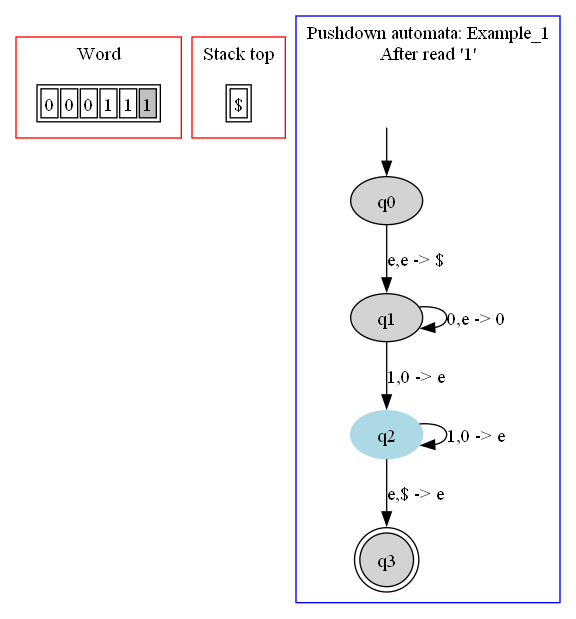 Word
0 0 0 1 1 1
Stack top
$
Pushdown automata: Example_1
After read '1'
q0
e,e -> $
q1
0,e -> 0
1,0 -> e
q2
1,0 -> e
e,$ -> e
q3